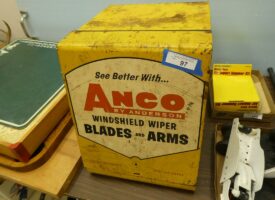 97
See Better With...
ANCO
BY ANDERSON
WINDSHIELD WIPER
BLADES AND ARMS